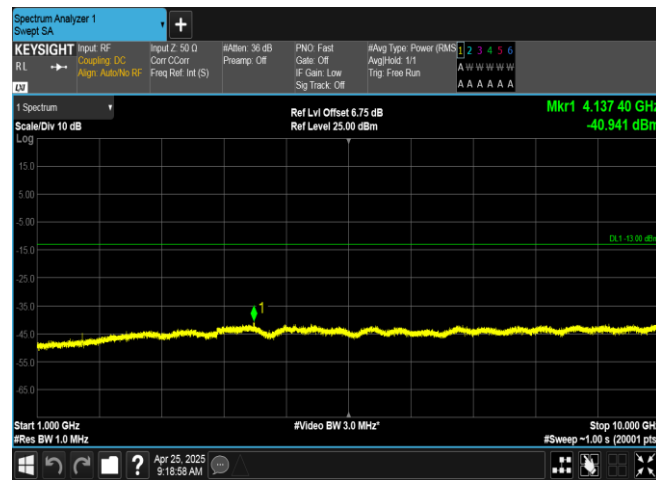 Spectrum Analyzer 1
Swept SA
+
KEYSIGHT
RL
LXI
Input: RF
Coupling: DC
Align: Auto/No RF
Input Z: 50 Ω
Corr CCorr
Freq Ref: Int (S)
#Atten: 36 dB
Preamp: Off
PNO: Fast
Gate: Off
IF Gain: Low
Sig Track: Off
#Avg Type: Power (RMS
Avg|Hold: 1/1
Trig: Free Run
1 2 3 4 5 6
A W W W W W
A A A A A A
1 Spectrum
Scale/Div 10 dB
Ref Lvl Offset 6.75 dB
Ref Level 25.00 dBm
Mkr1 4.137 40 GHz
-40.941 dBm
Log
15.0
5.00
-5.00
DL1 -13.00 dBm
-15.0
-25.0
-35.0
1
-45.0
-55.0
-65.0
Start 1.000 GHz
#Video BW 3.0 MHz*
Stop 10.000 GHz
#Res BW 1.0 MHz
#Sweep ~1.00 s (20001 pts
?
Apr 25, 2025
9:18:58 AM